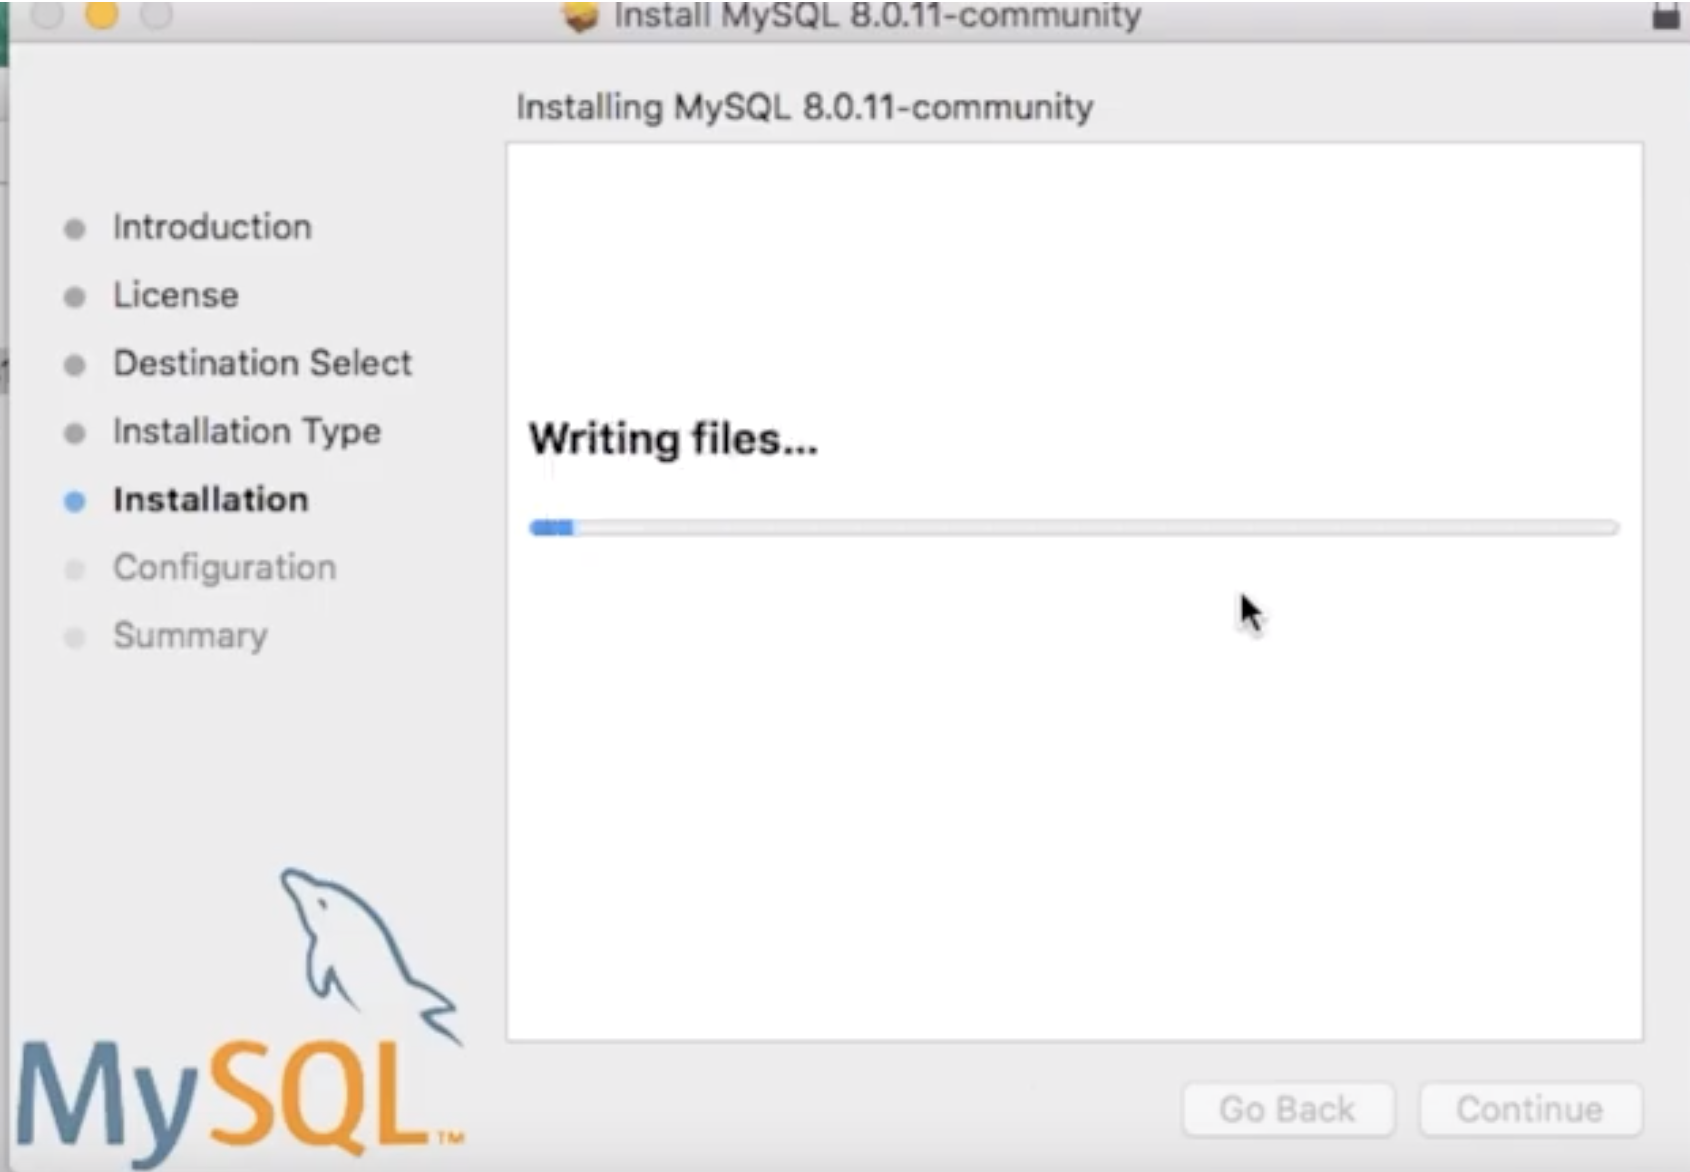 Install MySQL 8.0.11-community
Installing MySQL 8.0.11-community
Introduction
License
Destination Select
Installation Type
Installation
Configuration
Summary
Writing files...
MySQL™
Go Back
Continue